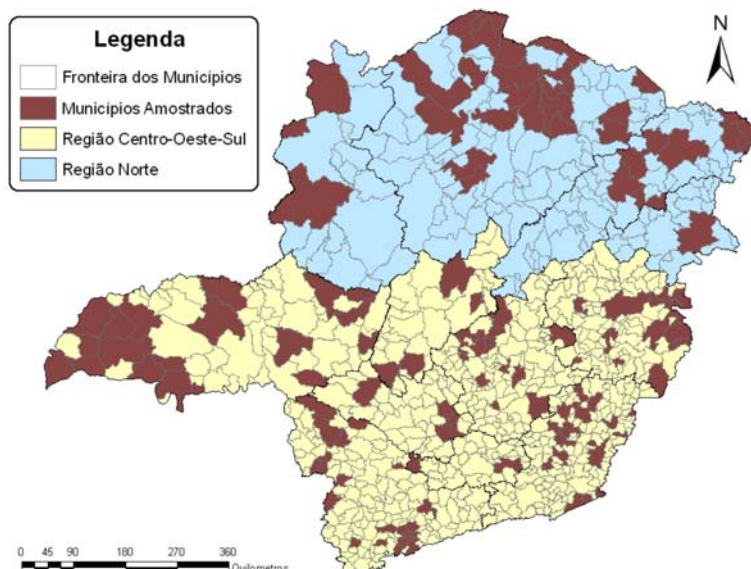 Legenda
Fronteira dos Municípios
Municípios Amostrados
Região Centro-Oeste-Sul
Região Norte
N
0 45 90 180 270 360
Quilometros